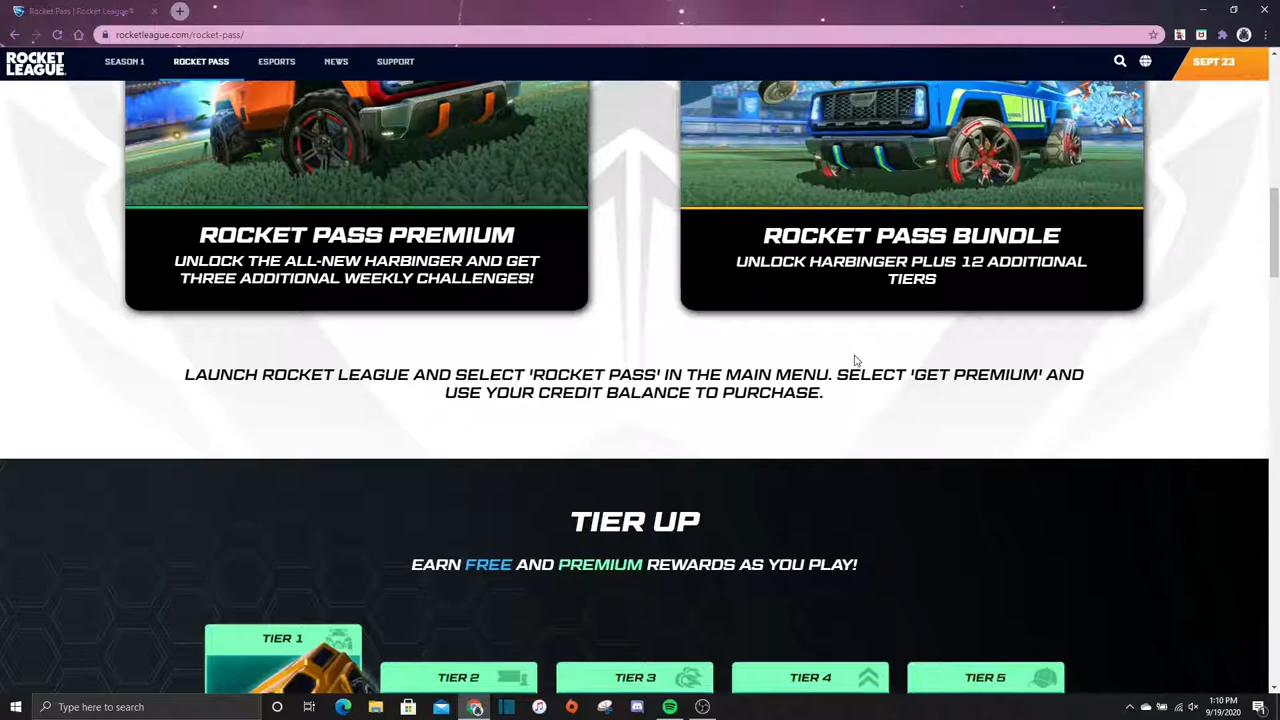 Rocket Pass | Rocket League®
rocketleague.com/rocket-pass/
ROCKET
LEAGUE
SEASON 1
ROCKET PASS
ESPORTS
NEWS
SUPPORT
SEPT 23
ROCKET PASS PREMIUM
UNLOCK THE ALL-NEW HARBINGER AND GET
THREE ADDITIONAL WEEKLY CHALLENGES!
ROCKET PASS BUNDLE
UNLOCK HARBINGER PLUS 12 ADDITIONAL
TIERS
LAUNCH ROCKET LEAGUE AND SELECT 'ROCKET PASS' IN THE MAIN MENU. SELECT 'GET PREMIUM' AND
USE YOUR CREDIT BALANCE TO PURCHASE.
TIER UP
EARN FREE AND PREMIUM REWARDS AS YOU PLAY!
TIER 1
TIER 2
TIER 3
TIER 4
TIER 5
Type here to search
1:10 PM
9/19/2020